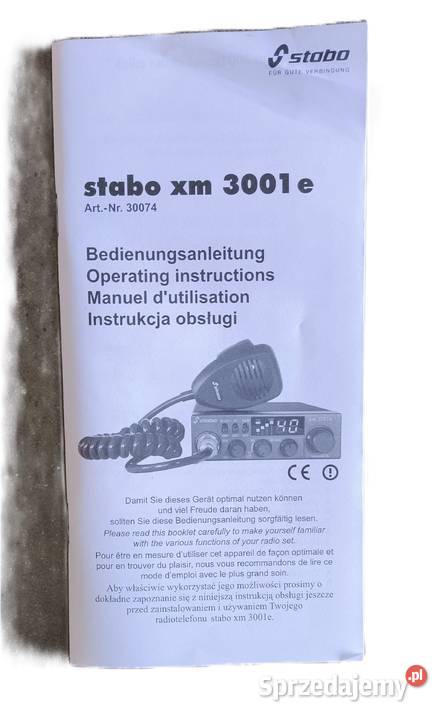 stabo
FÜR GUTE VERBINDUNG
stabo xm 3001e
Art.-Nr. 30074
Bedienungsanleitung
Operating instructions
Manuel d'utilisation
Instrukcja obsługi
stabo
40
CE
Damit Sie dieses Gerät optimal nutzen können
und viel Freude daran haben,
sollten Sie diese Bedienungsanleitung sorgfältig lesen.
Please read this booklet carefully to make yourself familiar
with the various functions of your radio set.
Pour être en mesure d'utiliser cet appareil de façon optimale et
pour en trouver du plaisir, nous vous recommandons de lire ce
mode d'emploi avec le plus grand soin.
Aby właściwie wykorzystać jego możliwości prosimy o
dokładne zapoznanie się z niniejszą instrukcją obsługi jeszcze
przed zainstalowaniem i używaniem Twojego
radiotelefonu stabo xm 3001e.
Sprzedajemy.pl